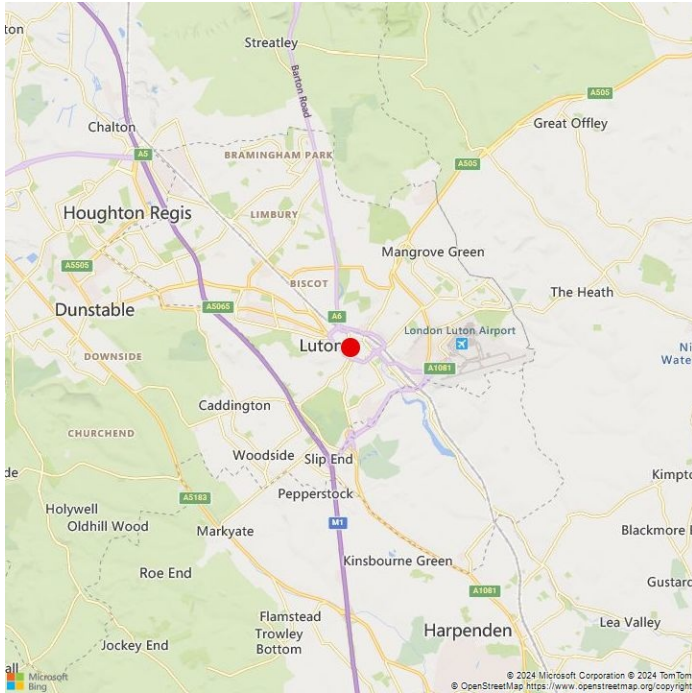 ton
Streatley
Barton Road
A505
Great Offley
Chalton
A5
BRAMINGHAM PARK
A505
Houghton Regis
LIMBURY
Mangrove Green
A5505
BISCOT
The Heath
Dunstable
A5065
A6
London Luton Airport
Luton
Ni
Wate
DOWNSIDE
A1081
Caddington
CHURCHEND
Woodside
Slip End
de
Kimpto
Pepperstock
A5183
Holywell
Oldhill Wood
M1
Markyate
Blackmore
Kinsbourne Green
Roe End
Gustard
A1081
Flamstead
Lea Valley
Trowley
Bottom
Harpenden
Jockey End
all
Microsoft
Bing
© 2024 Microsoft Corporation © 2024 TomTom
© OpenStreetMap https://www.openstreetmap.org/copyright